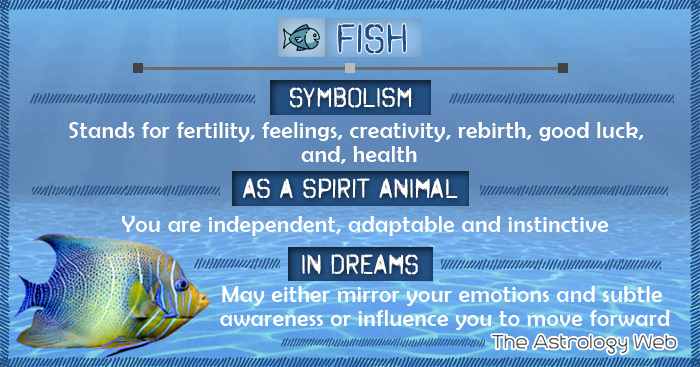 FISH
SYMBOLISM
Stands for fertility, feelings, creativity, rebirth, good luck,
and, health
AS A SPIRIT ANIMAL
You are independent, adaptable and instinctive
IN DREAMS
May either mirror your emotions and subtle
awareness or influence you to move forward
The Astrology Web